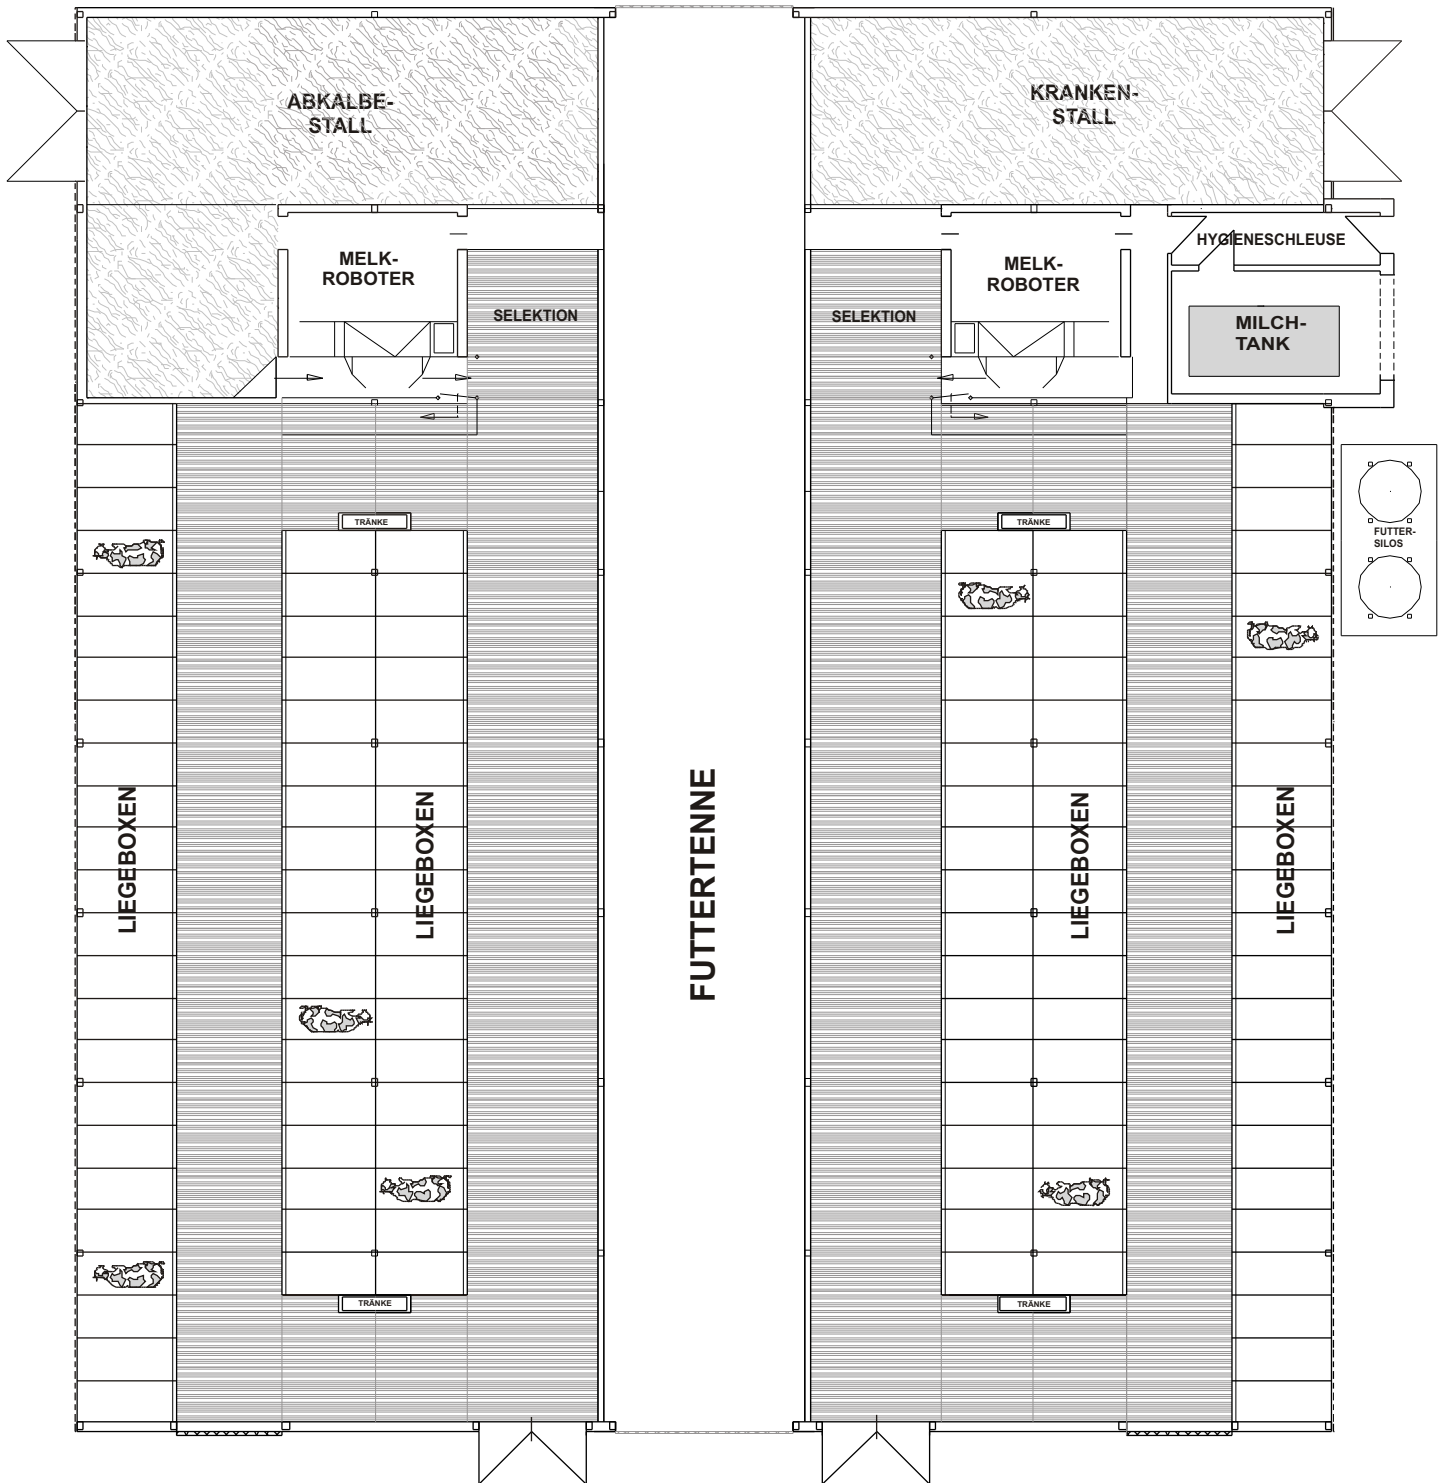 ABKALBE-
STALL
KRANKEN-
STALL
MELK-
ROBOTER
MELK-
ROBOTER
HYGIENESCHLEUSE
SELEKTION
SELEKTION
MILCH-
TANK
TRÄNKE
TRÄNKE
FUTTER-
SILOS
LIEGEBOXEN
LIEGEBOXEN
FUTTERTENNE
LIEGEBOXEN
LIEGEBOXEN
TRÄNKE
TRÄNKE